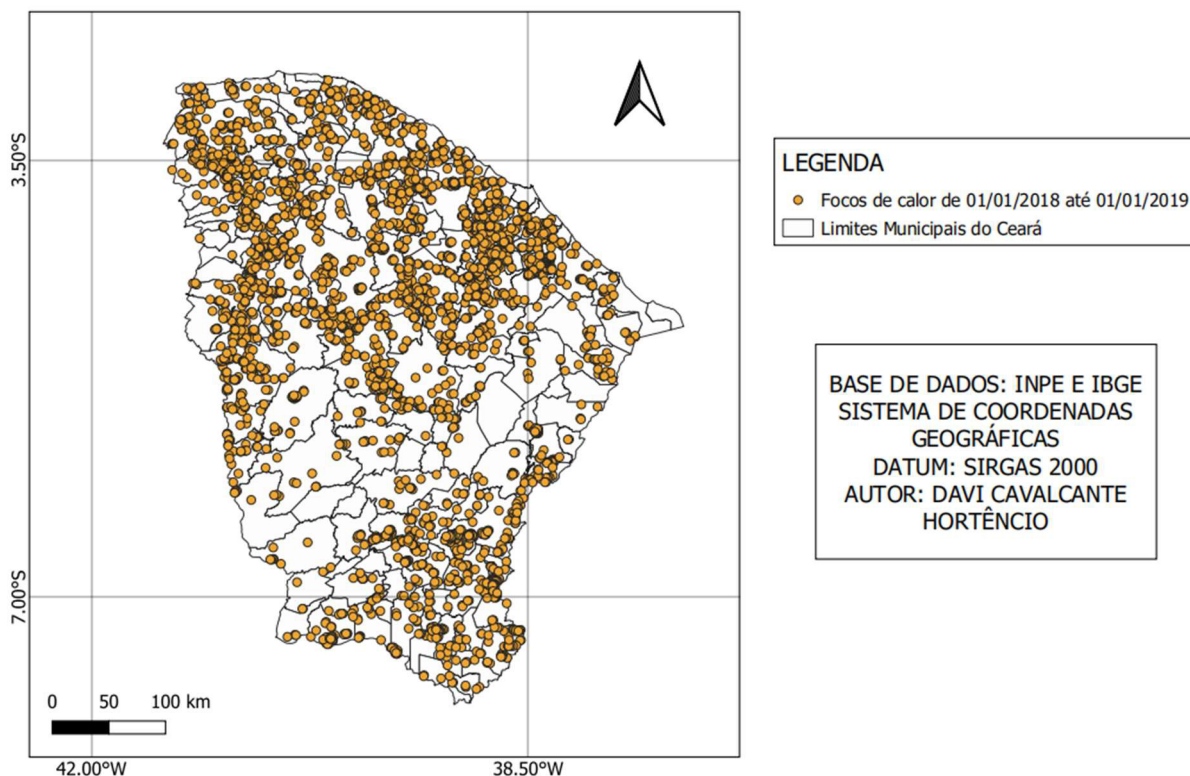 3.50°S
7.00°S
0 50 100 km
42.00°W
38.50°W
LEGENDA
Focos de calor de 01/01/2018 até 01/01/2019
Limites Municipais do Ceará
BASE DE DADOS: INPE E IBGE
SISTEMA DE COORDENADAS
GEOGRÁFICAS
DATUM: SIRGAS 2000
AUTOR: DAVI CAVALCANTE
HORTÊNCIO